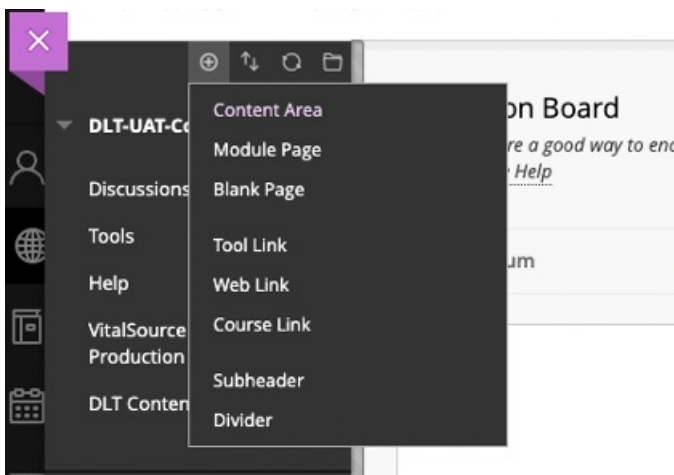 DLT-UAT-Co
Discussions
Tools
Help
VitalSource
Production
DLT Conten
Content Area
Module Page
Blank Page
Tool Link
Web Link
Course Link
Subheader
Divider
on Board
re a good way to enc
Help
um